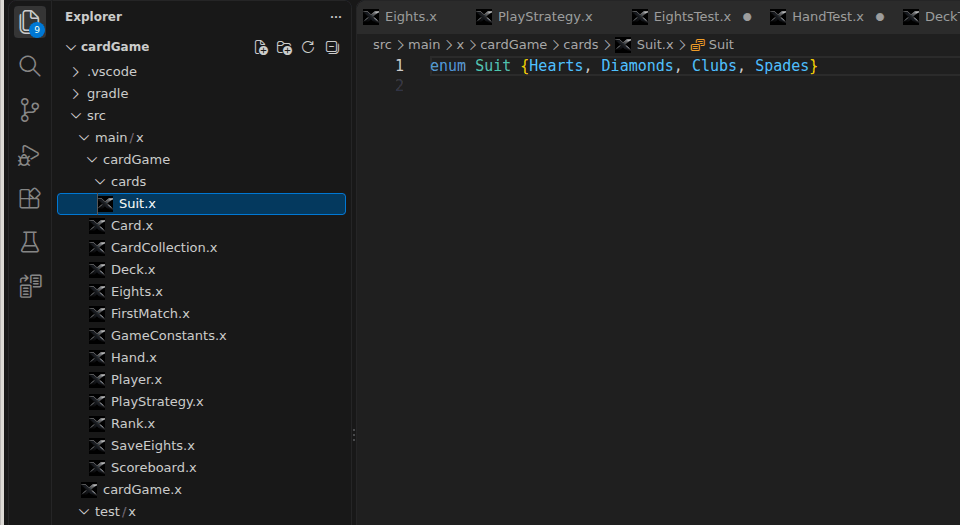 Explorer
cardGame
.vscode
gradle
src
main / x
cardGame
cards
Suit.x
Card.x
CardCollection.x
Deck.x
Eights.x
FirstMatch.x
GameConstants.x
Hand.x
Player.x
PlayStrategy.x
Rank.x
SaveEights.x
Scoreboard.x
cardGame.x
test / x
9
Eights.x PlayStrategy.x EightsTest.x HandTest.x Deck
src > main > x > cardGame > cards > Suit.x > Suit
1 enum Suit {Hearts, Diamonds, Clubs, Spades}
2